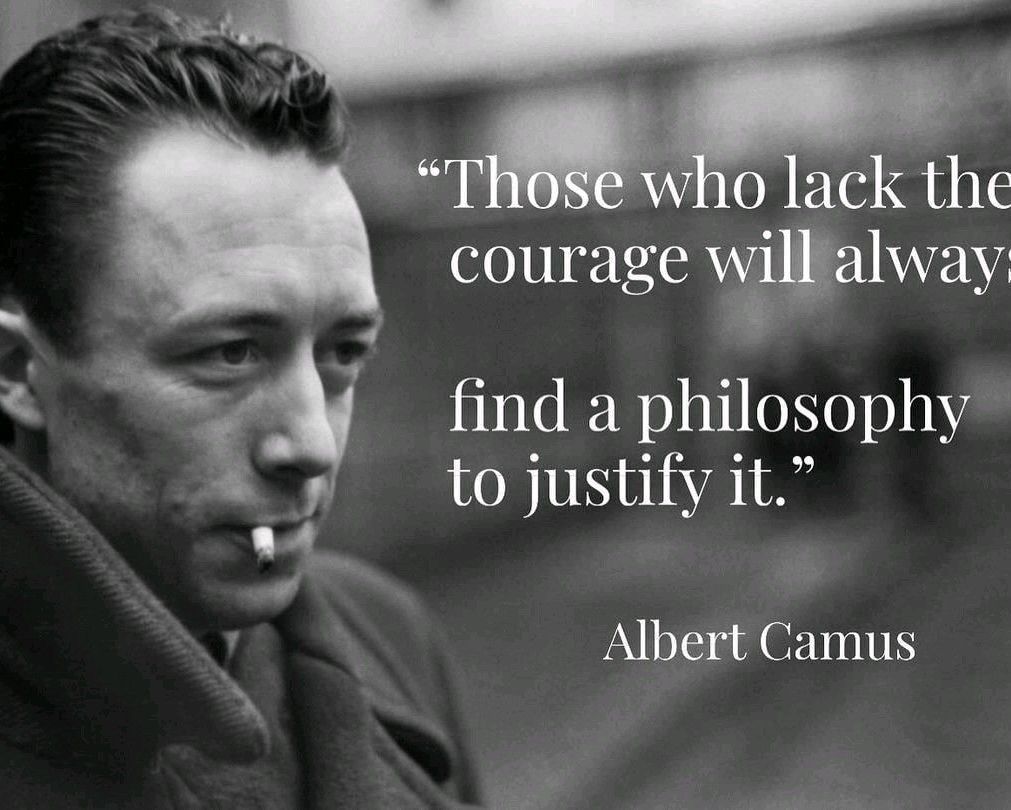 “Those who lack the
courage will always
find a philosophy
to justify it.”
Albert Camus